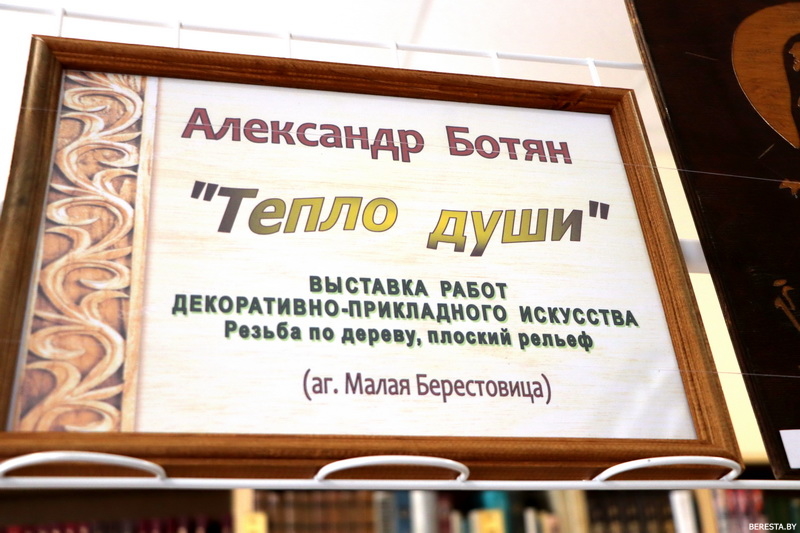 Александр Ботян
"Тепло души"
ВЫСТАВКА РАБОТ
ДЕКОРАТИВНО-ПРИКЛАДНОГО ИСКУССТВА
Резьба по дереву, плоский рельеф
(аг. Малая Берестовица)
BERESTA.BY